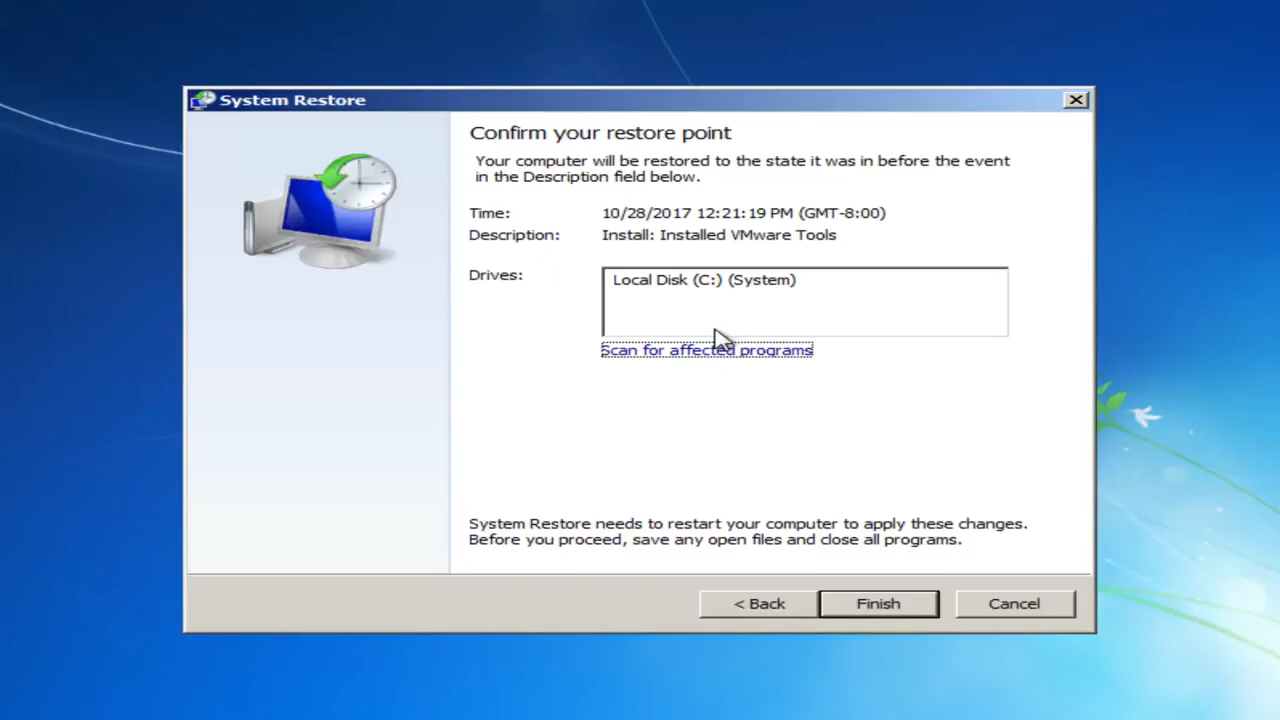 System Restore
Confirm your restore point
Your computer will be restored to the state it was in before the event
in the Description field below.
Time: 10/28/2017 12:21:19 PM (GMT-8:00)
Description: Install: Installed VMware Tools
Drives: Local Disk (C:) (System)
Scan for affected programs
System Restore needs to restart your computer to apply these changes.
Before you proceed, save any open files and close all programs.
< Back Finish Cancel